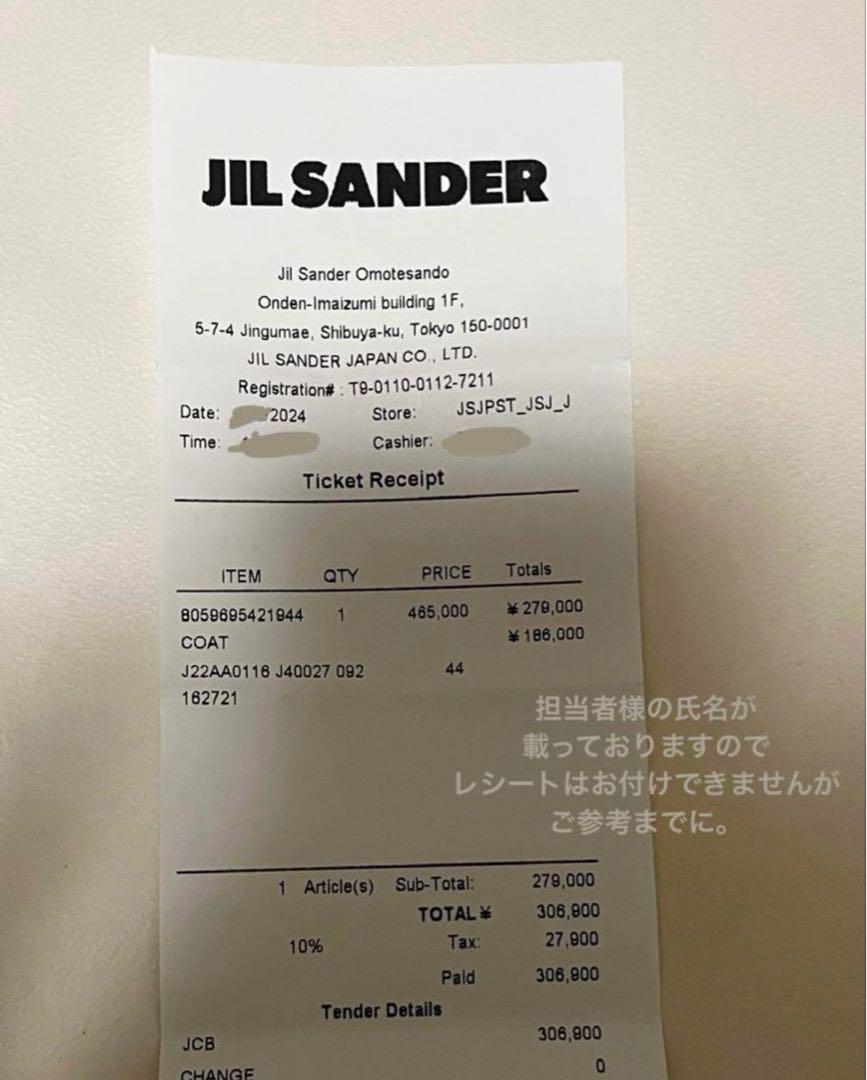 JIL SANDER
Jil Sander Omotesando
Onden-Imaizumi building 1F,
5-7-4 Jingumae, Shibuya-ku, Tokyo 150-0001
JIL SANDER JAPAN CO., LTD.
Registration# : T9-0110-0112-7211
Date: /2024 Store: JSJPST_JSJ_J
Time: Cashier:
Ticket Receipt
ITEM QTY PRICE Totals
8059695421944 1 465,000 ¥ 279,000
COAT ¥ 186,000
J22AA0116 J40027 092 44
162721
担当者様の氏名が
載っておりますので
レシートはお付けできませんが
ご参考までに。
1 Article(s) Sub-Total: 279,000
TOTAL ¥ 306,900
10% Tax: 27,900
Paid 306,900
Tender Details
JCB 306,900
CHANGE 0